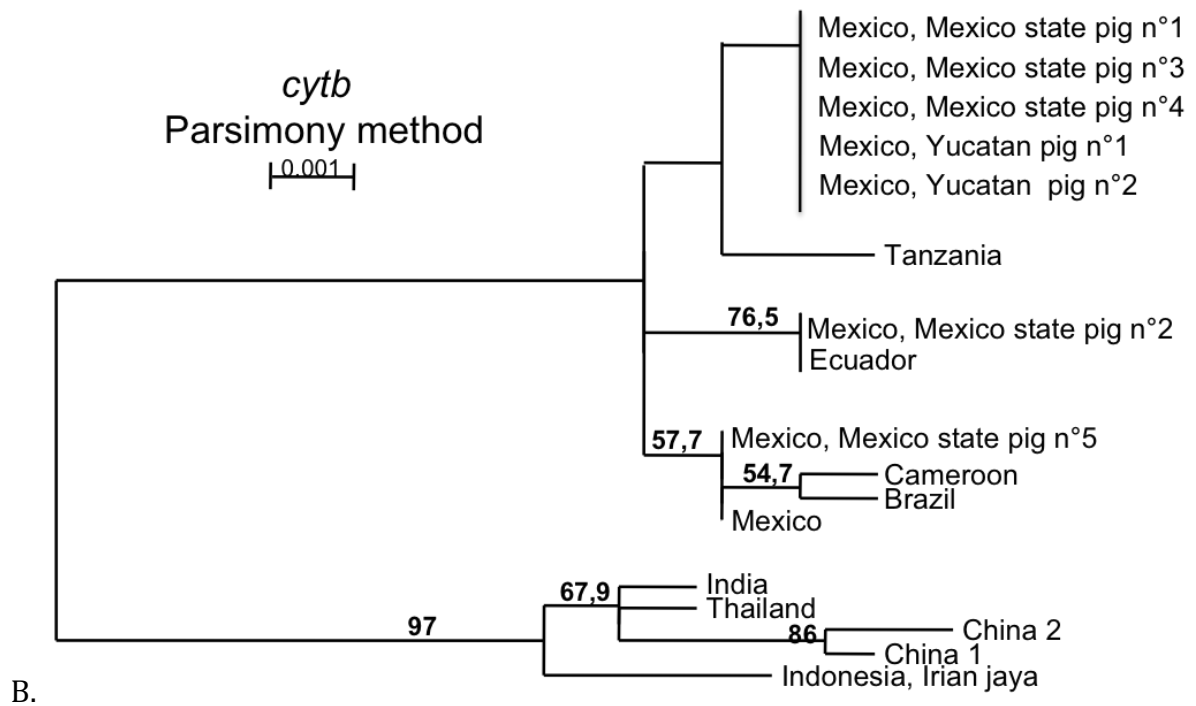 cytb
Parsimony method
0.001
Mexico, Mexico state pig n°1
Mexico, Mexico state pig n°3
Mexico, Mexico state pig n°4
Mexico, Yucatan pig n°1
Mexico, Yucatan pig n°2
Tanzania
76,5
Mexico, Mexico state pig n°2
Ecuador
57,7
Mexico, Mexico state pig n°5
54,7
Cameroon
Brazil
Mexico
67,9
India
Thailand
97
86
China 2
China 1
Indonesia, Irian jaya
B.